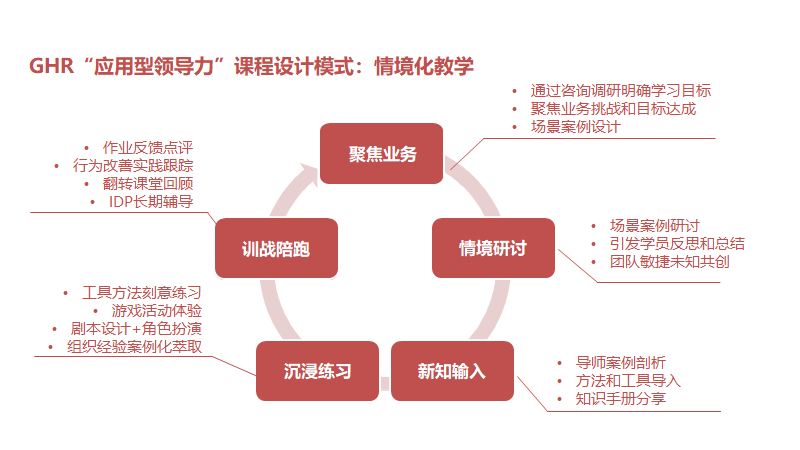 GHR“应用型领导力”课程设计模式：情境化教学
• 通过咨询调研明确学习目标
• 聚焦业务挑战和目标达成
• 场景案例设计
聚焦业务
• 作业反馈点评
• 行为改善实践跟踪
• 翻转课堂回顾
• IDP长期辅导
训战陪跑
情境研讨
• 场景案例研讨
• 引发学员反思和总结
• 团队敏捷未知共创
• 工具方法刻意练习
• 游戏活动体验
• 剧本设计+角色扮演
• 组织经验案例化萃取
沉浸练习
新知输入
• 导师案例剖析
• 方法和工具导入
• 知识手册分享